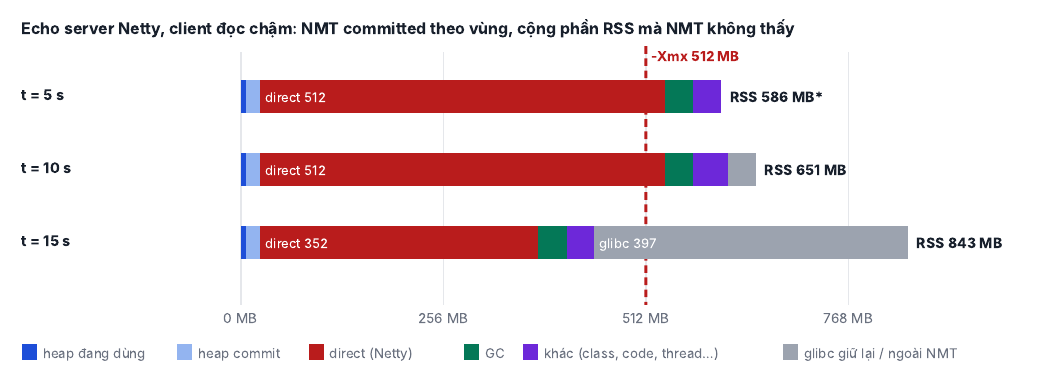 Echo server Netty, client đọc chậm: NMT committed theo vùng, cộng phần RSS mà NMT không thấy
-Xmx 512 MB
t = 5 s
direct 512
RSS 586 MB*
t = 10 s
direct 512
RSS 651 MB
t = 15 s
direct 352
glibc 397
RSS 843 MB
0 MB
256 MB
512 MB
768 MB
heap đang dùng
heap commit
direct (Netty)
GC
khác (class, code, thread…)
glibc giữ lại / ngoài NMT